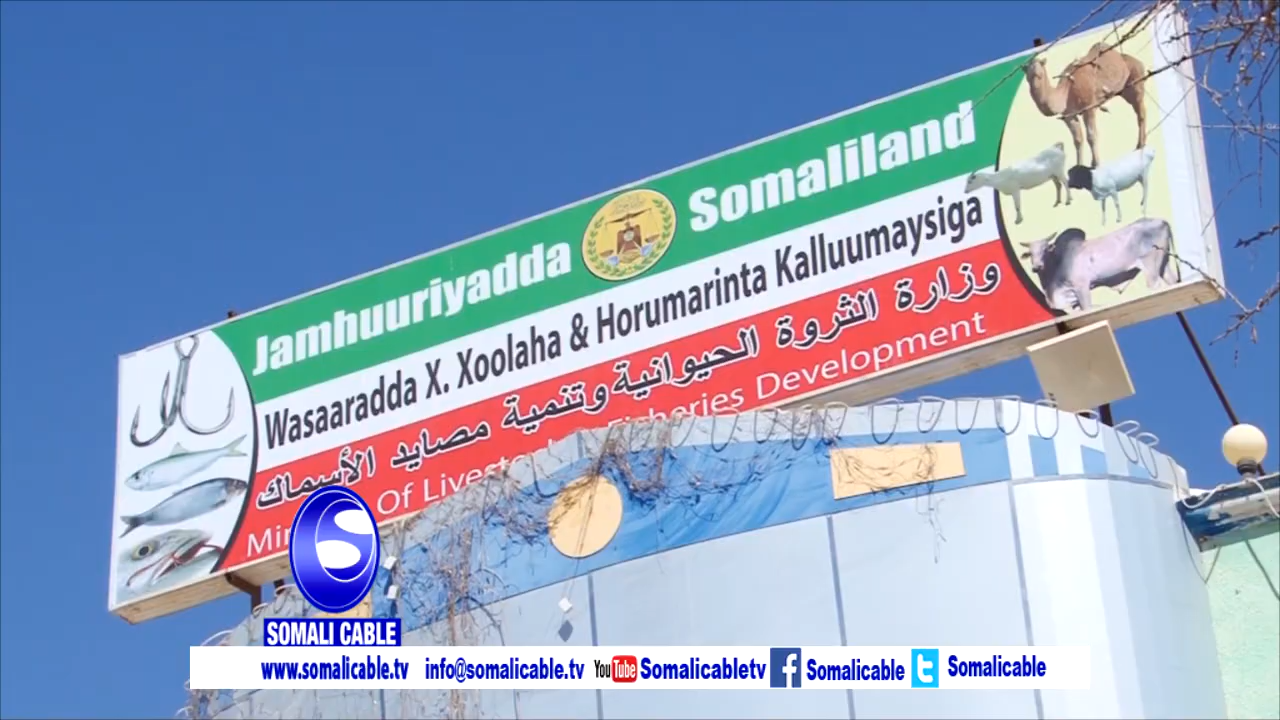 Jamhuuriyadda Somaliland
Wasaaradda X. Xoolaha & Horumarinta Kalluumaysiga
وزارة الثروة الحيوانية وتنمية مصايد الأسماك
Of Fisheries Development
SOMALI CABLE
www.somalicable.tv info@somalicable.tv YouTube Somalicabletv Somalicable Somalicable